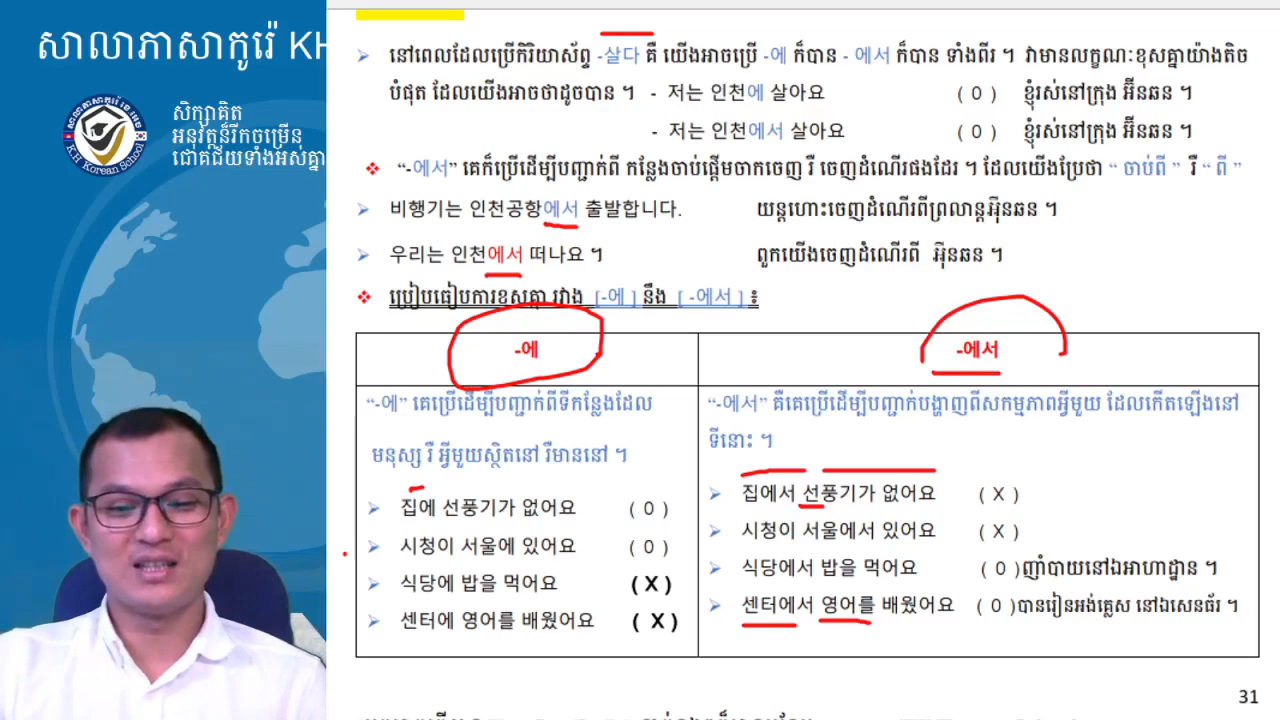 សាលាភាសាកូរ៉េ KH
សិក្សាគិត
អនុវត្តន៍រីកចម្រើន
ជោគជ័យទាំងអស់គ្នា
K.H Korean School
នៅពេលដែលប្រើកិរិយាស័ព្ទ -살다 គឺ យើងអាចប្រើ -에 ក៏បាន - 에서 ក៏បាន ទាំងពីរ ។ វាមានលក្ខណៈខុសគ្នាយ៉ាងតិច
បំផុត ដែលយើងអាចថាដូចបាន ។ - 저는 인천에 살아요 ( O ) ខ្ញុំរស់នៅក្រុង អ៊ីនឆន ។
- 저는 인천에서 살아요 ( O ) ខ្ញុំរស់នៅក្រុង អ៊ីនឆន ។
“-에서” គេក៏ប្រើដើម្បីបញ្ជាក់ពី កន្លែងចាប់ផ្តើមចាកចេញ រឺ ចេញដំណើរផងដែរ ។ ដែលយើងប្រែថា “ ចាប់ពី ” រឺ “ ពី ”
비행기는 인천공항에서 출발합니다. យន្តហោះចេញដំណើរពីព្រលានអ៊ីនឆន ។
우리는 인천에서 떠나요 ។ ពួកយើងចេញដំណើរពី អ៊ីនឆន ។
ប្រៀបធៀបការខុសគ្នា រវាង [-에 ] នឹង [ -에서 ] ៖
-에
-에서
“-에” គេប្រើដើម្បីបញ្ជាក់ពីទីកន្លែងដែល
មនុស្ស រឺ អ្វីមួយស្ថិតនៅ រឺមាននៅ ។
집에 선풍기가 없어요 ( O )
시청이 서울에 있어요 ( O )
식당에 밥을 먹어요 ( X )
센터에 영어를 배웠어요 ( X )
“-에서” គឺគេប្រើដើម្បីបញ្ជាក់បង្ហាញពីសកម្មភាពអ្វីមួយ ដែលកើតឡើងនៅ
ទីនោះ ។
집에서 선풍기가 없어요 ( X )
시청이 서울에서 있어요 ( X )
식당에서 밥을 먹어요 ( O )ញ៉ាំបាយនៅឯអាហាដ្ឋាន ។
센터에서 영어를 배웠어요 ( O )បានរៀនអង់គ្លេស នៅឯសេនធ័រ ។
31